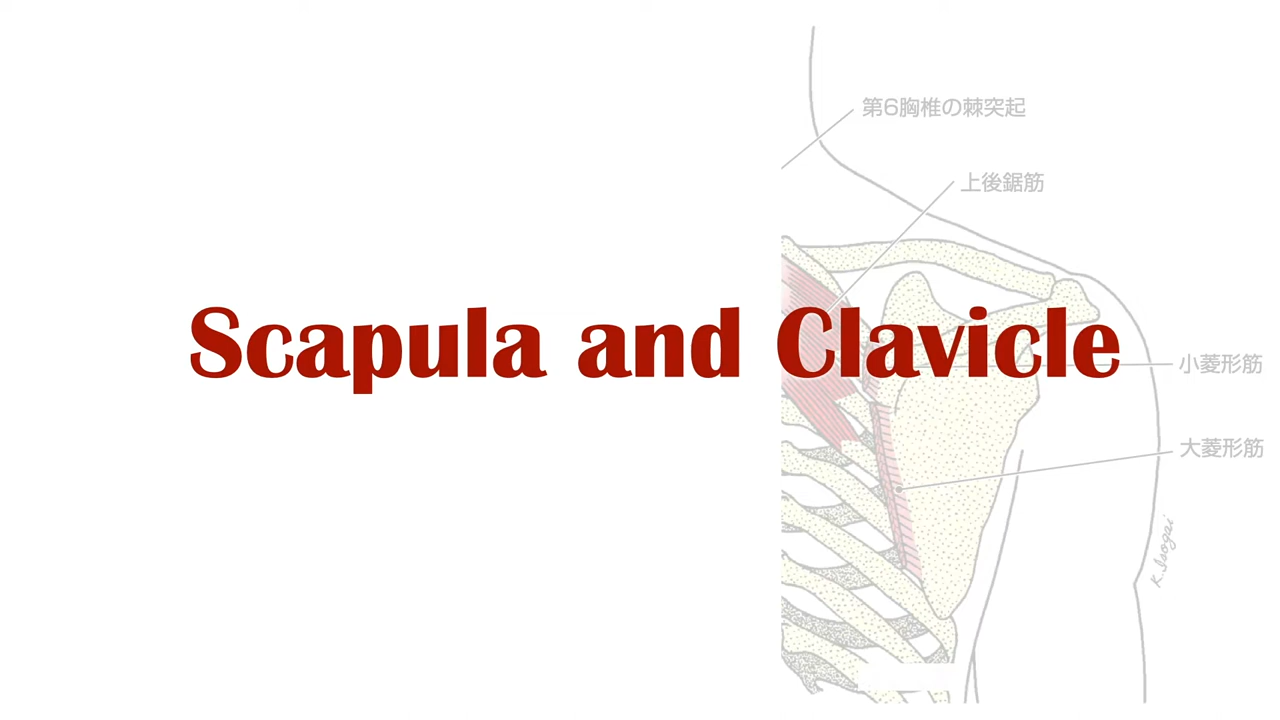 第6胸椎の棘突起
上後鋸筋
Scapula and Clavicle
小菱形筋
大菱形筋
K. Isogai